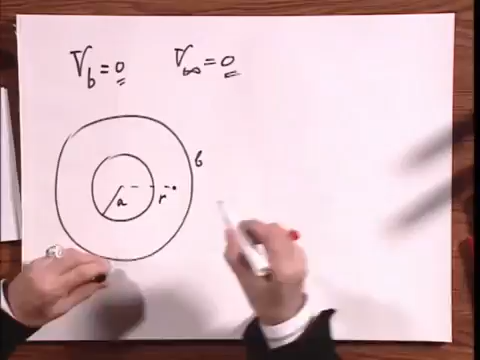 V_b = 0 V_∞ = 0
b
a r